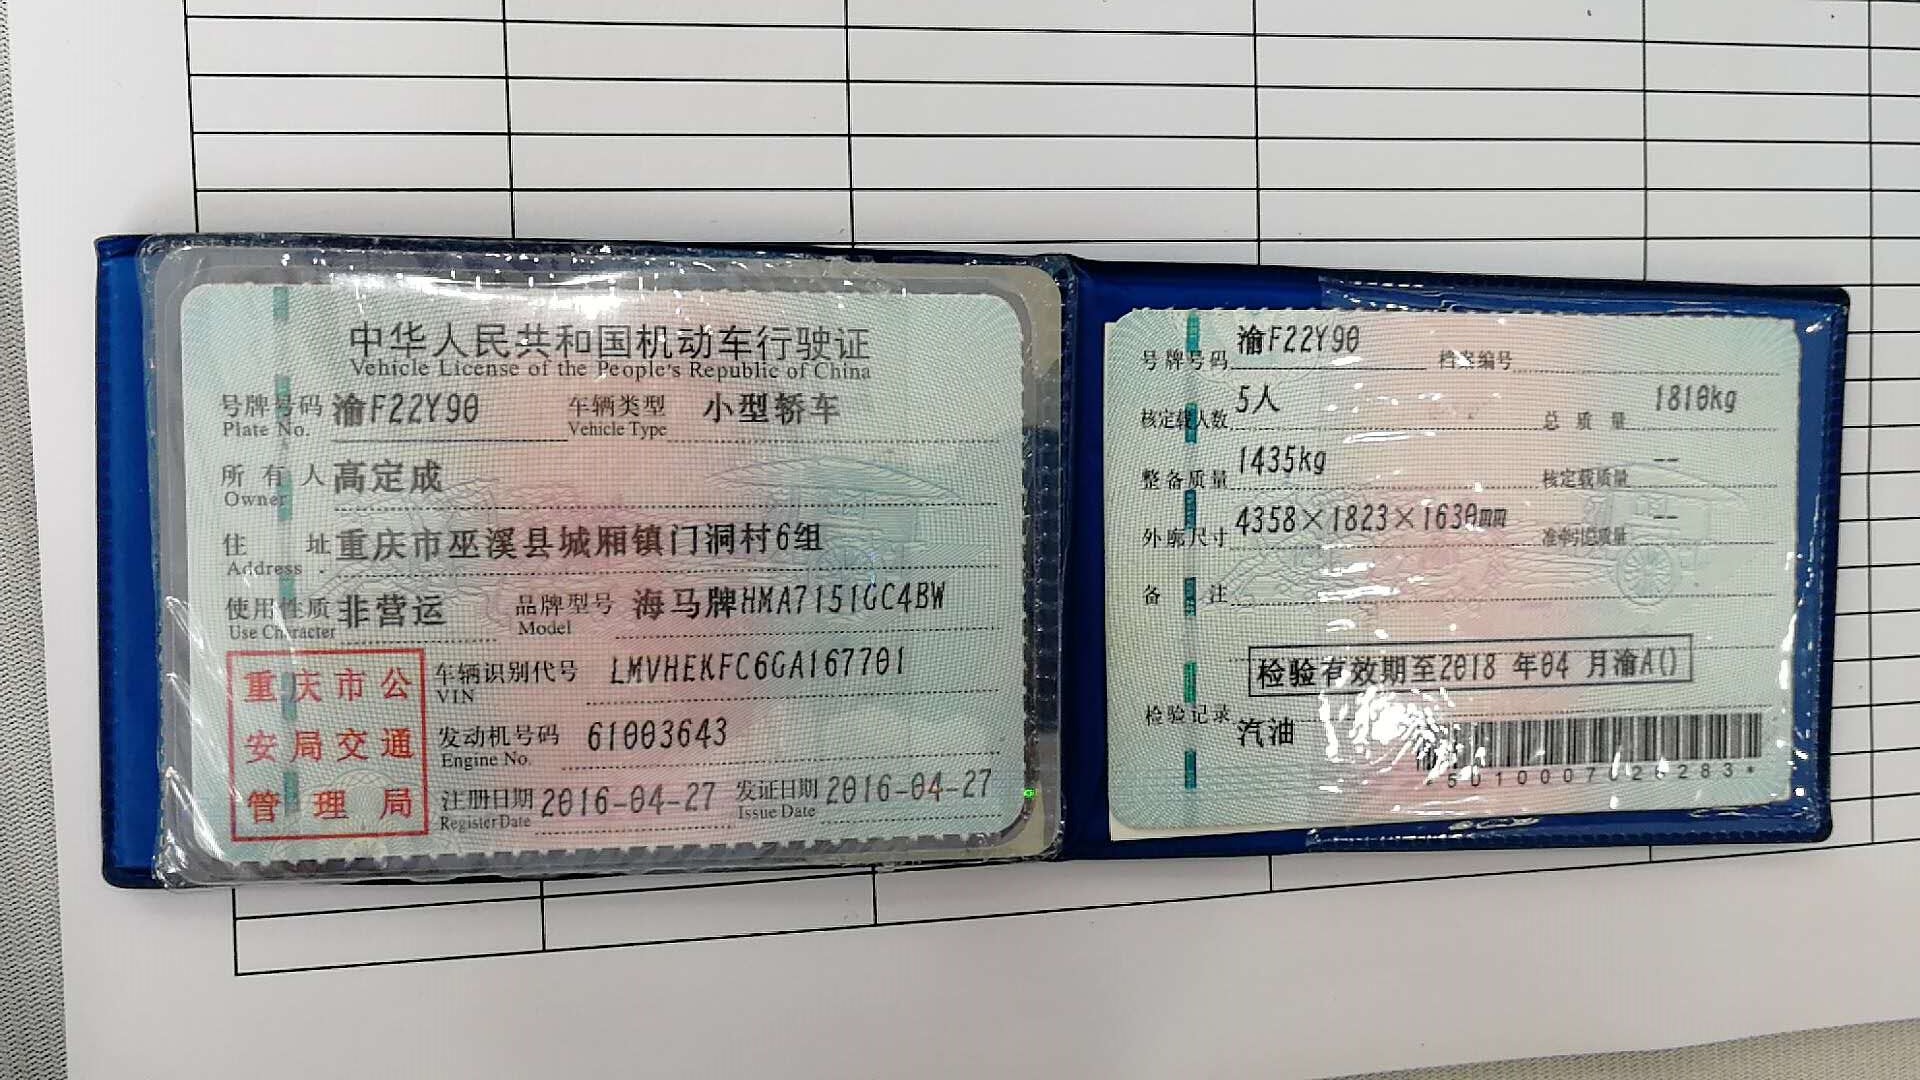 中华人民共和国机动车行驶证
Vehicle License of the People's Republic of China
号牌号码 渝F22Y90 车辆类型 小型轿车
Plate No. Vehicle Type
所有人 高定成
Owner
住址 重庆市巫溪县城厢镇门洞村6组
Address
使用性质 非营运 品牌型号 海马牌HMA7151GC4BW
Use Character Model
车辆识别代号 LMVHEKFC6GA167701
VIN
发动机号码 61003643
Engine No.
注册日期 2016-04-27 发证日期 2016-04-27
Register Date Issue Date
重庆市公
安局交通
管理局
号牌号码 渝F22Y90 档案编号
核定载人数 5人 总质量 1810kg
整备质量 1435kg 核定载质量 --
外廓尺寸 4358×1823×1630mm 准牵引总质量 --
备注
检验有效期至2018 年04 月渝A()
检验记录
汽油